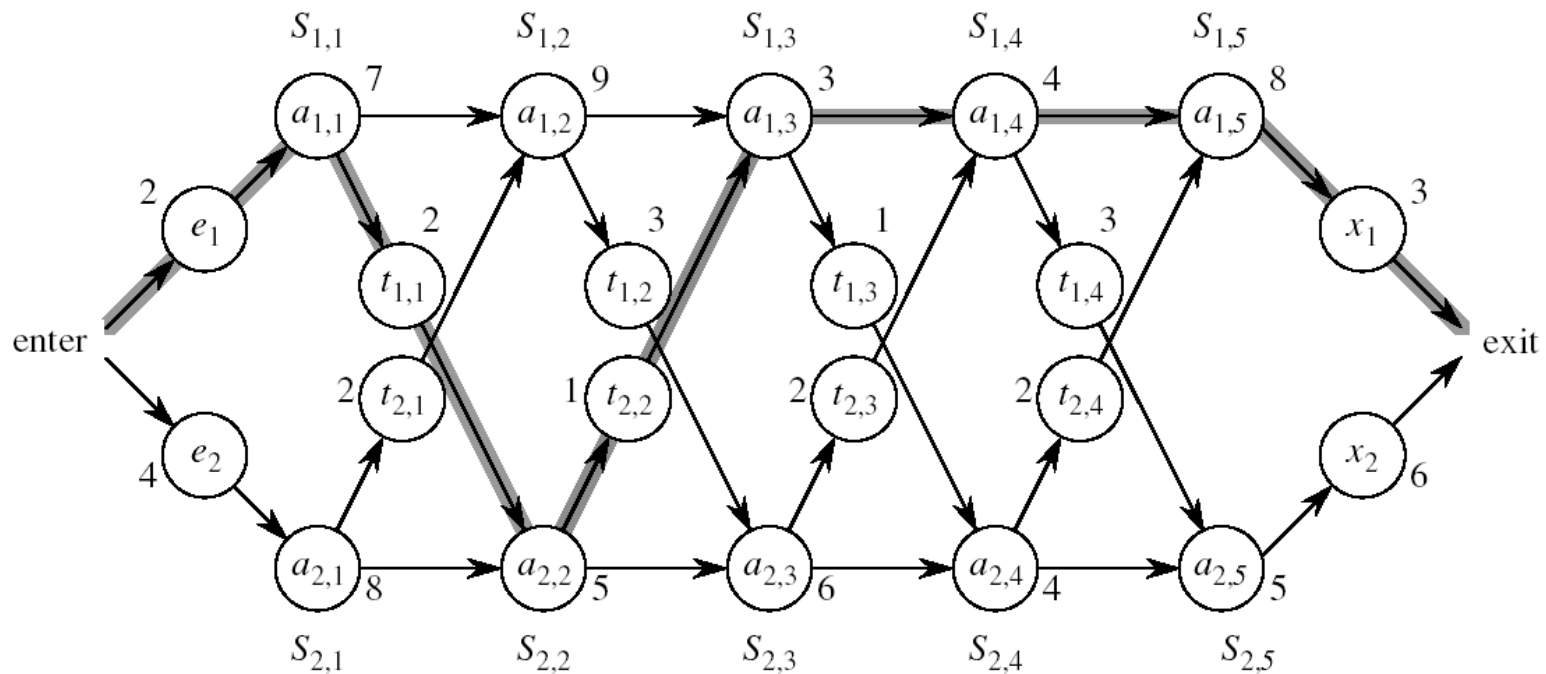 S1,1 S1,2 S1,3 S1,4 S1,5
7 9 3 4 8
a1,1 a1,2 a1,3 a1,4 a1,5
2 3
e1 x1
2 3 1 3
t1,1 t1,2 t1,3 t1,4
enter exit
2 t2,1 1 t2,2 2 t2,3 2 t2,4
e2 x2
4 6
a2,1 a2,2 a2,3 a2,4 a2,5
8 5 6 4 5
S2,1 S2,2 S2,3 S2,4 S2,5